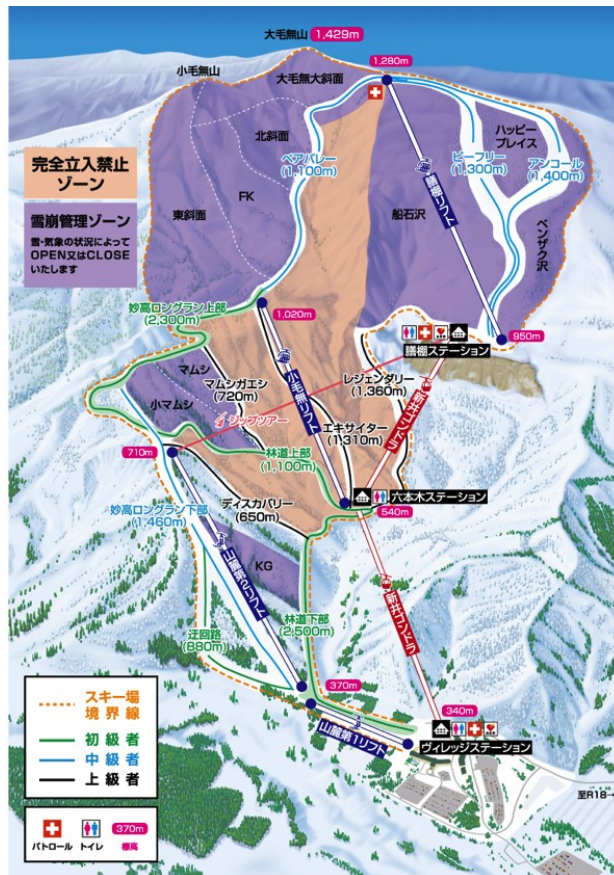 大毛無山 1,429m
小毛無山
大毛無大斜面
1,280m
北斜面
ベアバレー
(1,100m)
FK
東斜面
膳棚リフト
船石沢
ビーフリー
(1,300m)
ハッピー
プレイス
アンコール
(1,400m)
ベンザク沢
完全立入禁止
ゾーン
雪崩管理ゾーン
雪・気象の状況によって
OPEN又はCLOSE
いたします
妙高ロングラン上部
(2,300m)
1,020m
950m
膳棚ステーション
マムシ
小マムシ
マムシガエシ
(720m)
小毛無リフト
レジェンダリー
(1,360m)
新井ゴンドラ
ジップツアー
エキサイター
(1,310m)
710m
林道上部
(1,100m)
六本木ステーション
540m
妙高ロングラン下部
(1,460m)
ディスカバリー
(650m)
山麓第2リフト
KG
新井ゴンドラ
迂回路
(880m)
林道下部
(2,500m)
370m
山麓第1リフト
340m
ヴィレッジステーション
至R18→
スキー場
境界線
初級者
中級者
上級者
パトロール
トイレ
370m
標高